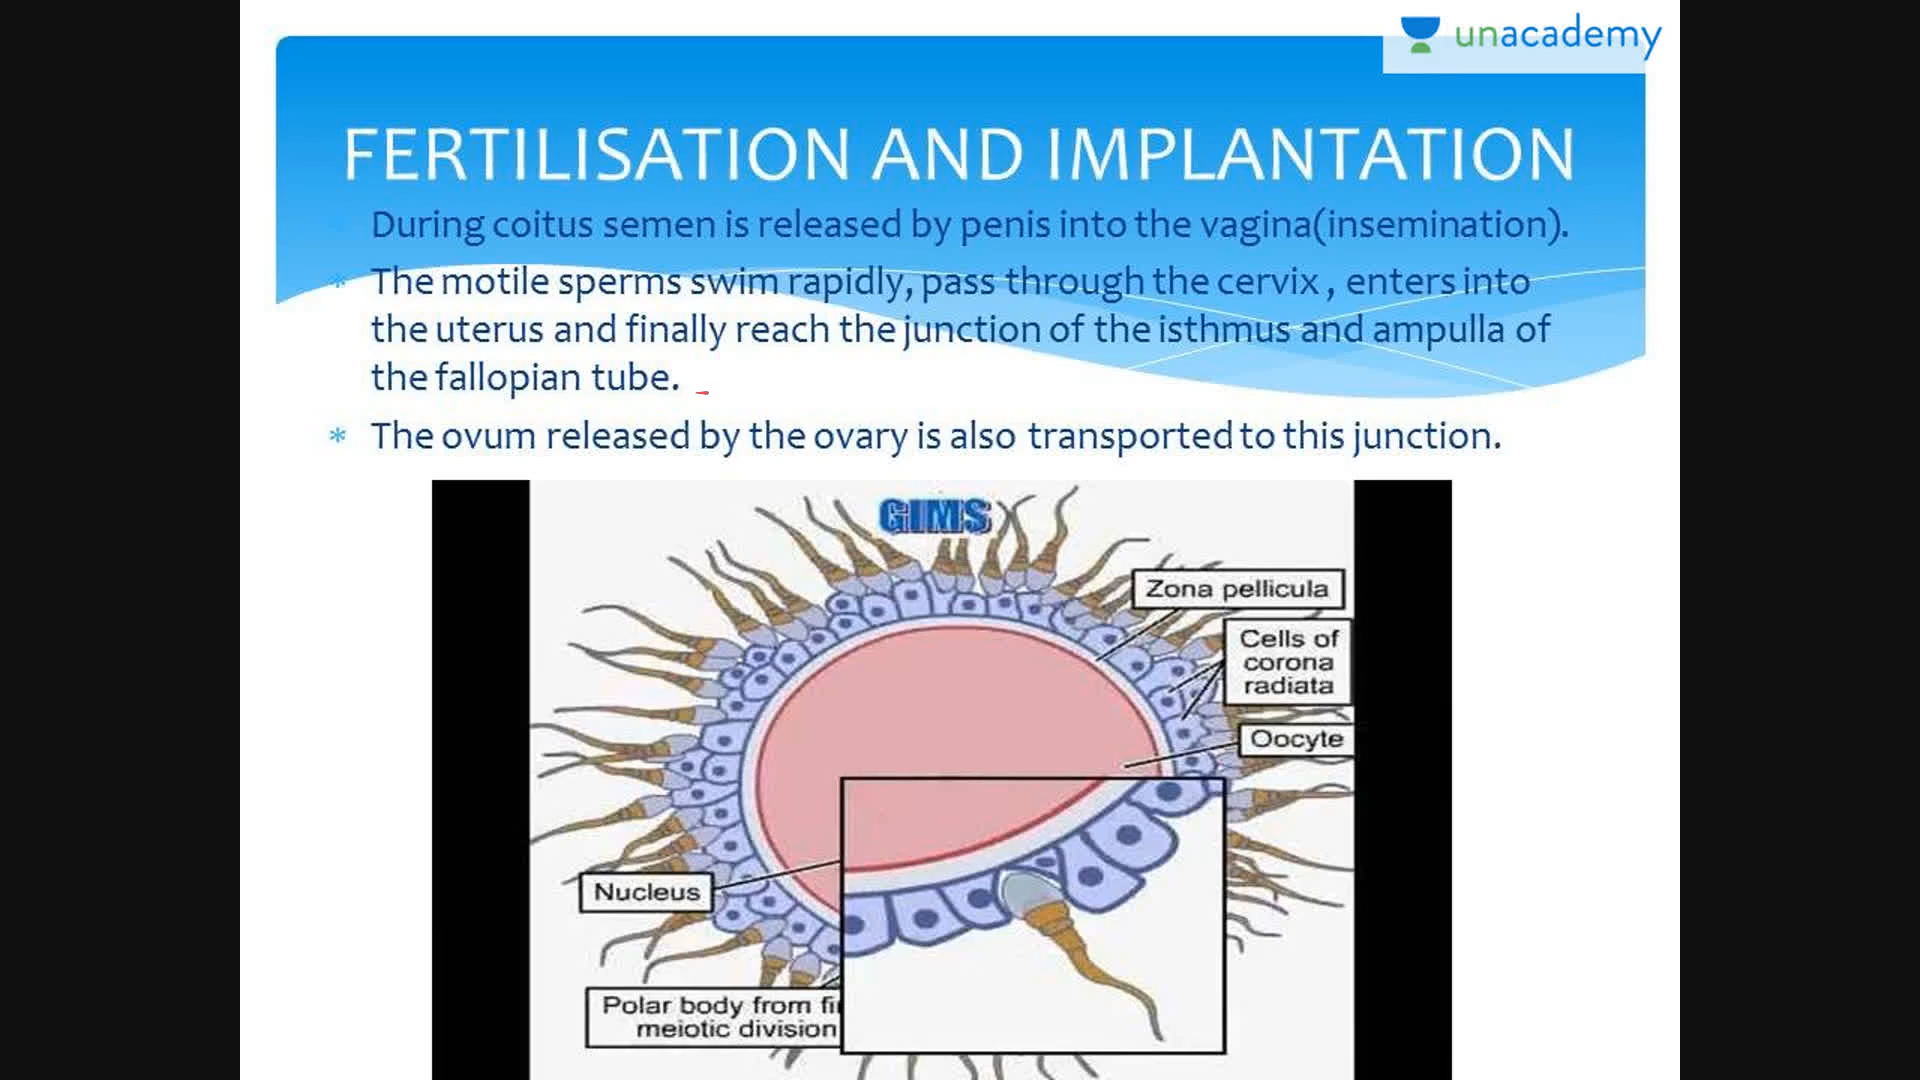 unacademy
FERTILISATION AND IMPLANTATION
During coitus semen is released by penis into the vagina(insemination).
The motile sperms swim rapidly, pass through the cervix , enters into
the uterus and finally reach the junction of the isthmus and ampulla of
the fallopian tube.
The ovum released by the ovary is also transported to this junction.
GIMS
Zona pellicula
Cells of
corona
radiata
Oocyte
Nucleus
Polar body from
meiotic division